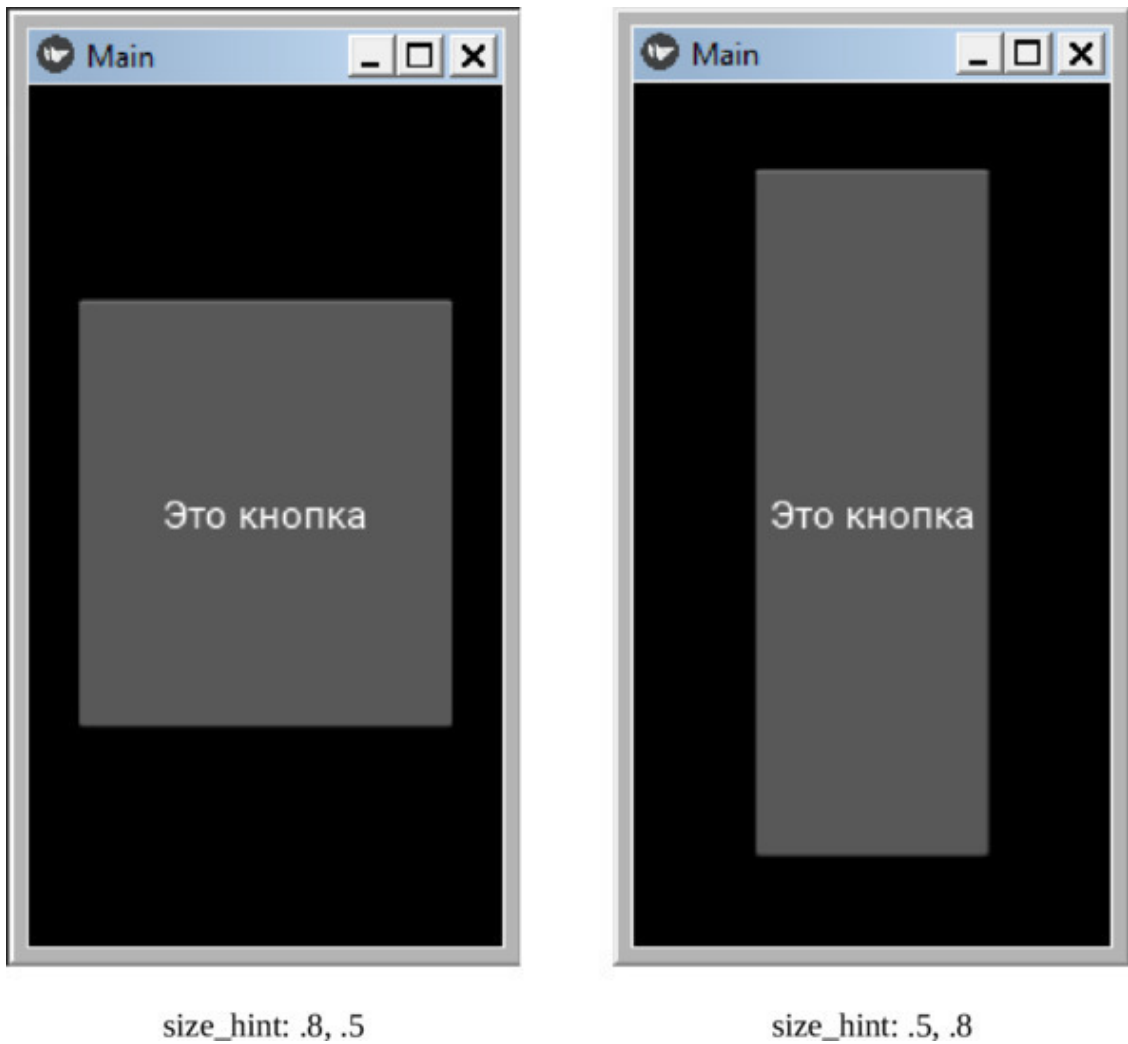 Main
Main
Это кнопка
Это кнопка
size_hint: .8, .5
size_hint: .5, .8